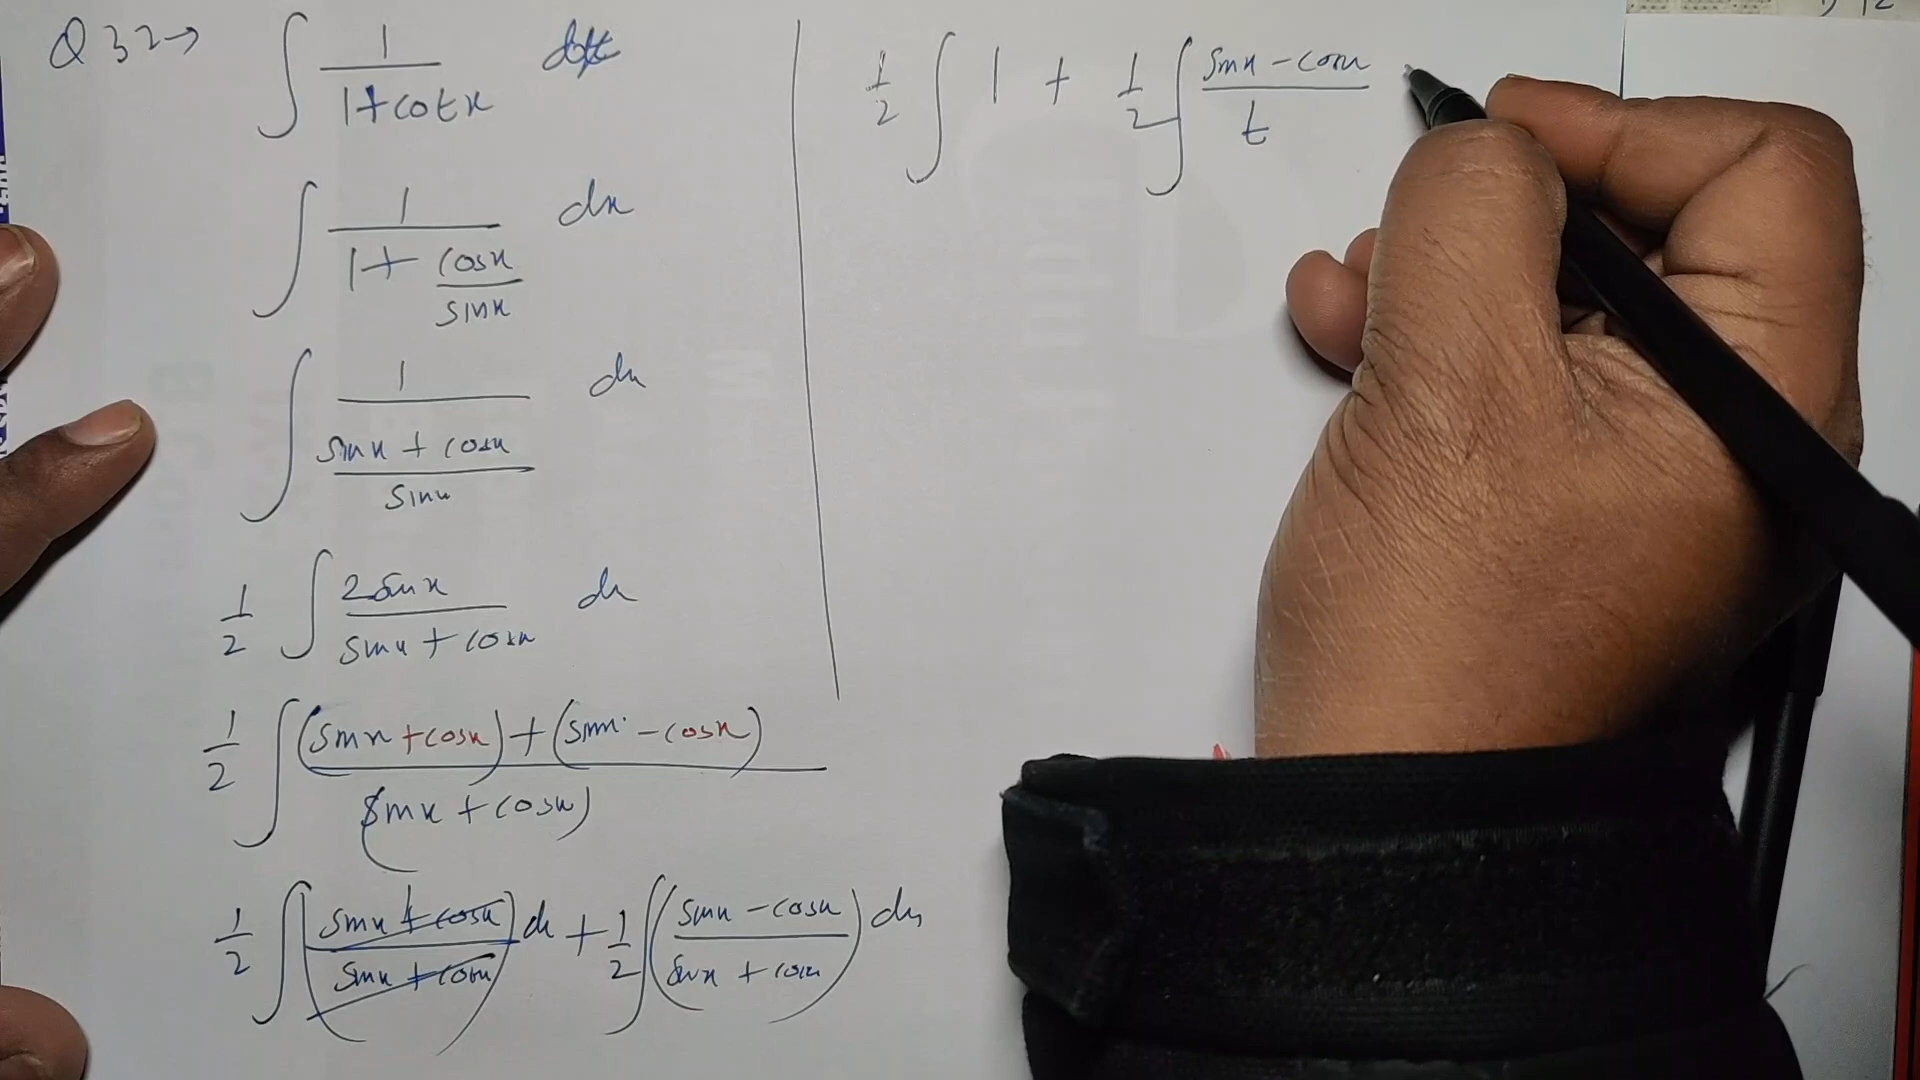 Q 32→ ∫ 1/(1+cotx) dx
∫ 1/(1+ cosx/sinx) dx
∫ 1/((sinx + cosx)/sinx) dx
1/2 ∫ 2sinx/(sinx + cosx) dx
1/2 ∫ ((sinx +cosx) + (sinx - cosx))/(sinx + cosx)
1/2 ∫ ((sinx + cosx)/(sinx + cosx)) dx + 1/2 ∫ ((sinx - cosx)/(sinx + cosx)) dx
1/2 ∫ 1 + 1/2 ∫ (sinx - cosx)/t